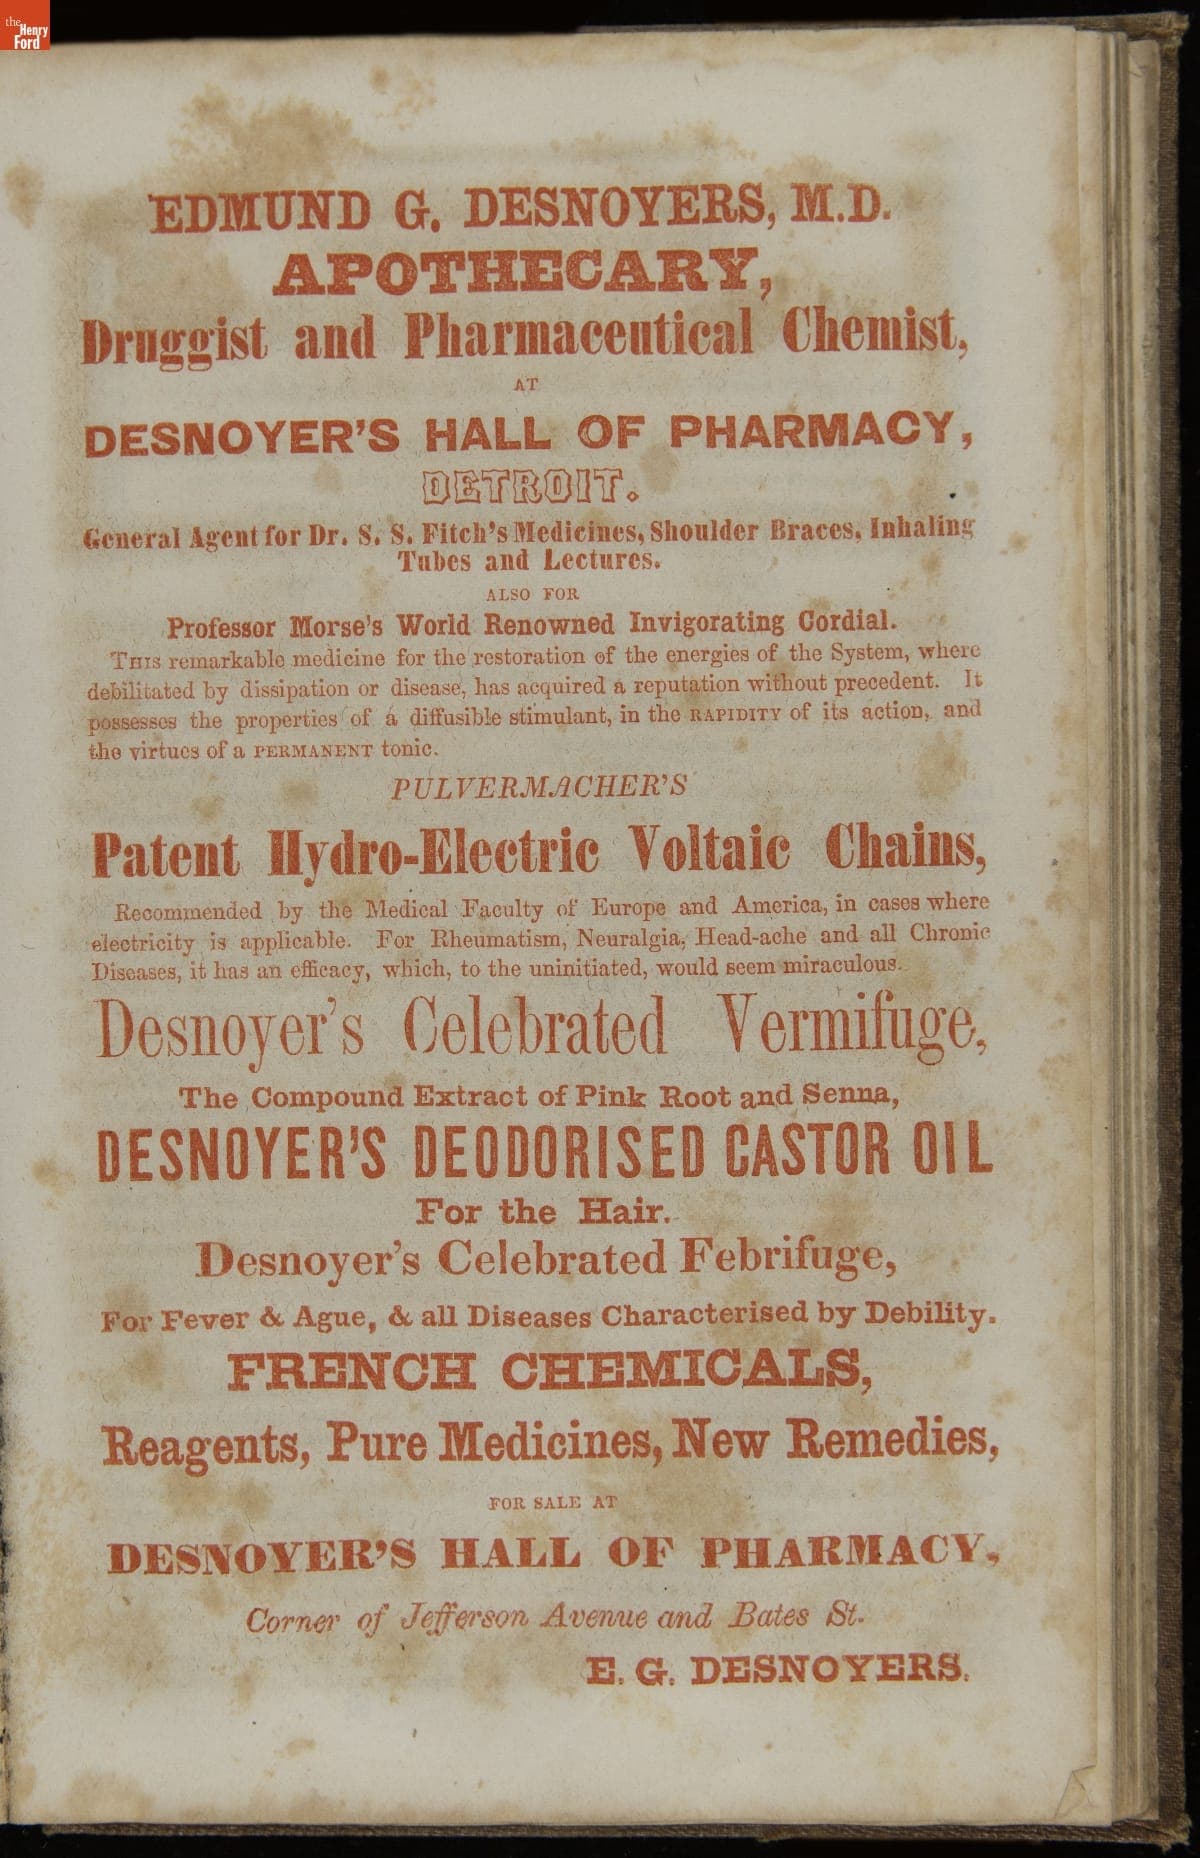 the
Henry
Ford
EDMUND G. DESNOYERS, M.D.
APOTHECARY,
Druggist and Pharmaceutical Chemist,
AT
DESNOYER'S HALL OF PHARMACY,
DETROIT.
General Agent for Dr. S. S. Fitch's Medicines, Shoulder Braces, Inhaling
Tubes and Lectures.
ALSO FOR
Professor Morse's World Renowned Invigorating Cordial.
THIS remarkable medicine for the restoration of the energies of the System, where
debilitated by dissipation or disease, has acquired a reputation without precedent. It
possesses the properties of a diffusible stimulant, in the RAPIDITY of its action, and
the virtues of a PERMANENT tonic.
PULVERMACHER'S
Patent Hydro-Electric Voltaic Chains,
Recommended by the Medical Faculty of Europe and America, in cases where
electricity is applicable. For Rheumatism, Neuralgia, Head-ache and all Chronic
Diseases, it has an efficacy, which, to the uninitiated, would seem miraculous.
Desnoyer's Celebrated Vermifuge,
The Compound Extract of Pink Root and Senna,
DESNOYER'S DEODORISED CASTOR OIL
For the Hair.
Desnoyer's Celebrated Febrifuge,
For Fever & Ague, & all Diseases Characterised by Debility.
FRENCH CHEMICALS,
Reagents, Pure Medicines, New Remedies,
FOR SALE AT
DESNOYER'S HALL OF PHARMACY,
Corner of Jefferson Avenue and Bates St.
E. G. DESNOYERS.